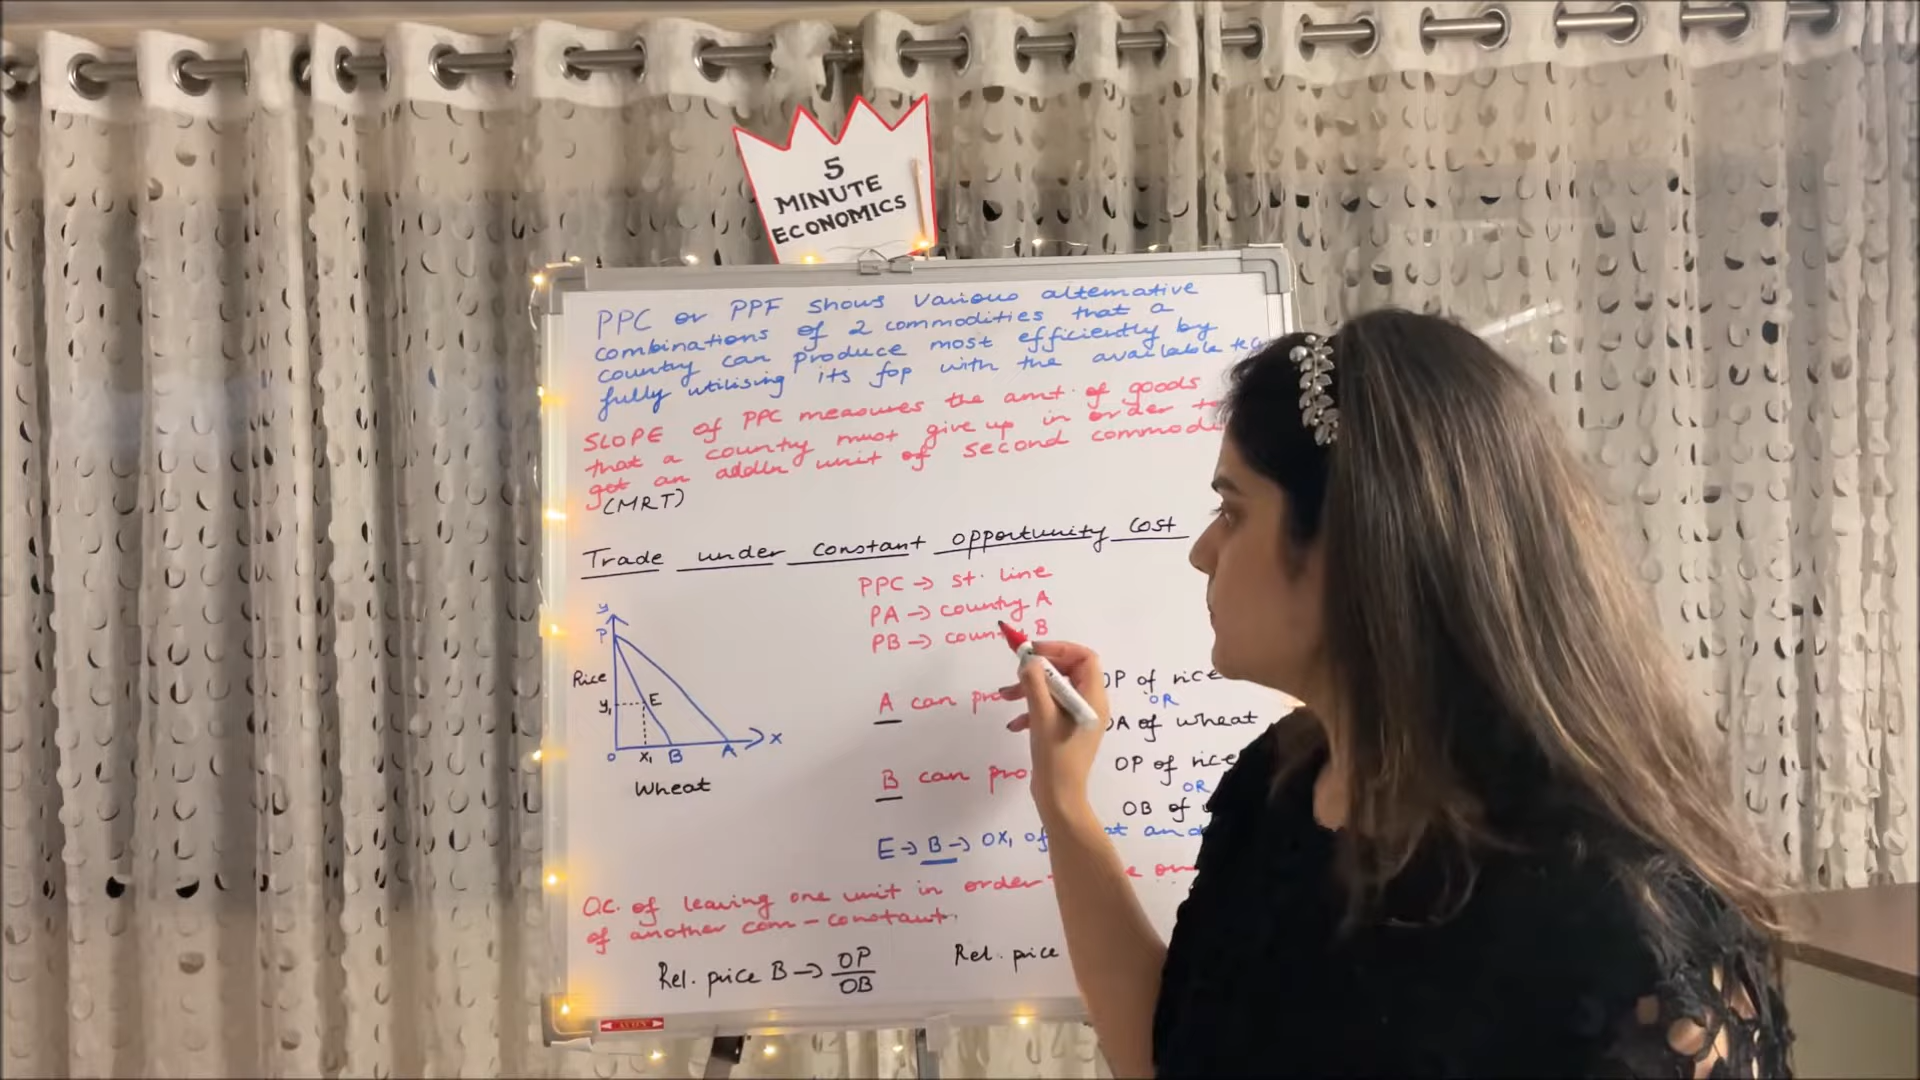 5
MINUTE
ECONOMICS
PPC or PPF shows various alternative
combinations of 2 commodities that a
country can produce most efficiently by
fully utilising its fop with the available
SLOPE of PPC measures the amt. of goods
that a country must give up in order to
get an addln unit of second
(MRT)
Trade under constant opportunity cost
PPC → st. line
PA → country A
PB → B
y
P
Rice
y₁
E
O
X₁
B
A
X
Wheat
A can OP of rice
OR
OA of wheat
B can OP of rice
OR
OB of
E → B → OX₁ of and
O.C. of leaving one unit in order
of another com - constant.
Rel. price B → OP
OB
Rel. price